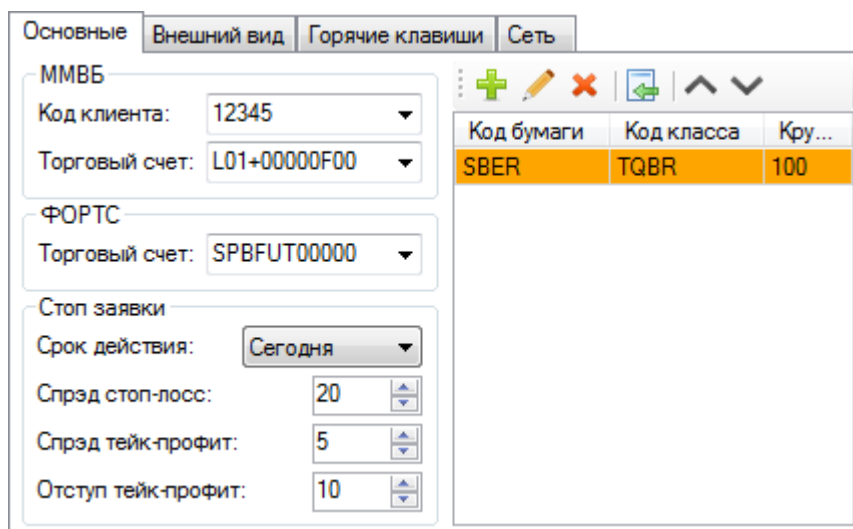 Основные Внешний вид Горячие клавиши Сеть
ММВБ
Код клиента: 12345
Торговый счет: L01+00000F00
ФОРТС
Торговый счет: SPBFUT00000
Стоп заявки
Срок действия: Сегодня
Спрэд стоп-лосс: 20
Спрэд тейк-профит: 5
Отступ тейк-профит: 10
Код бумаги Код класса Кру...
SBER TQBR 100